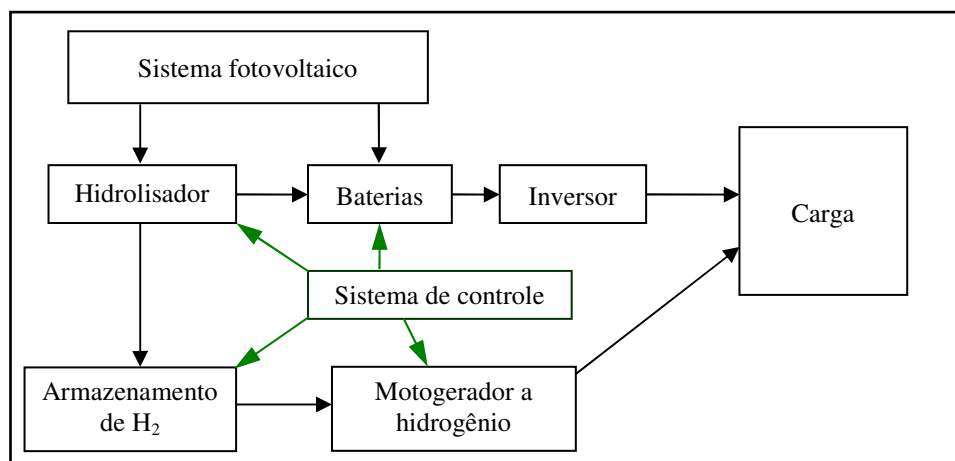 Sistema fotovoltaico
Hidrolisador
Baterias
Inversor
Carga
Sistema de controle
Armazenamento
de H₂
Motogerador a
hidrogênio